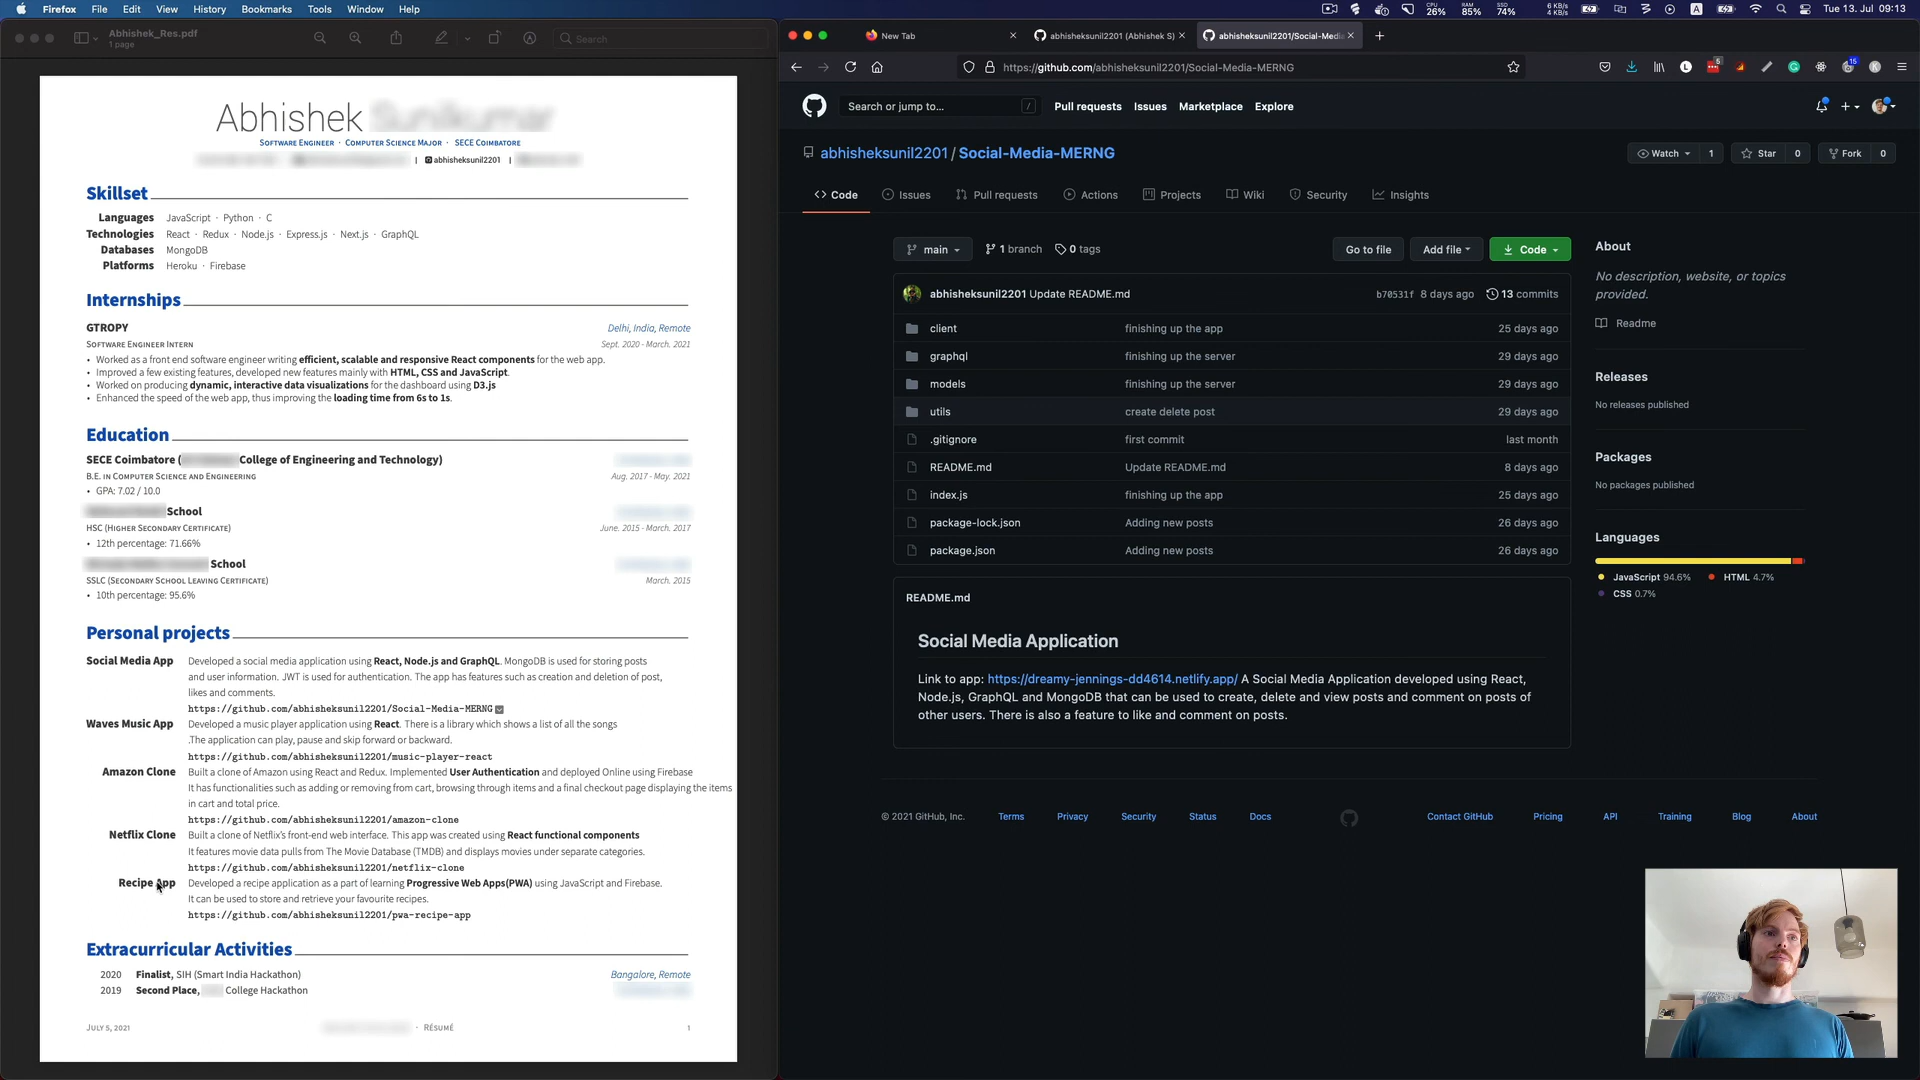 Firefox File Edit View History Bookmarks Tools Window Help
CPU 26% RAM 85% SSD 74% 6 KB/s 4 KB/s A Tue 13. Jul 09:13
Abhishek_Res.pdf
1 page
Search
Abhishek
Software Engineer · Computer Science Major · SECE Coimbatore
| abhisheksunil2201 |
Skillset
Languages JavaScript · Python · C
Technologies React · Redux · Node.js · Express.js · Next.js · GraphQL
Databases MongoDB
Platforms Heroku · Firebase
Internships
GTROPY Delhi, India, Remote
Software Engineer Intern Sept. 2020 - March. 2021
• Worked as a front end software engineer writing efficient, scalable and responsive React components for the web app.
• Improved a few existing features, developed new features mainly with HTML, CSS and JavaScript.
• Worked on producing dynamic, interactive data visualizations for the dashboard using D3.js
• Enhanced the speed of the web app, thus improving the loading time from 6s to 1s.
Education
SECE Coimbatore ( College of Engineering and Technology)
B.E. in Computer Science and Engineering Aug. 2017 - May. 2021
• GPA: 7.02 / 10.0
School
HSC (Higher Secondary Certificate) June. 2015 - March. 2017
• 12th percentage: 71.66%
School
SSLC (Secondary School Leaving Certificate) March. 2015
• 10th percentage: 95.6%
Personal projects
Social Media App Developed a social media application using React, Node.js and GraphQL. MongoDB is used for storing posts
and user information. JWT is used for authentication. The app has features such as creation and deletion of post,
likes and comments.
https://github.com/abhisheksunil2201/Social-Media-MERNG
Waves Music App Developed a music player application using React. There is a library which shows a list of all the songs
.The application can play, pause and skip forward or backward.
https://github.com/abhisheksunil2201/music-player-react
Amazon Clone Built a clone of Amazon using React and Redux. Implemented User Authentication and deployed Online using Firebase
It has functionalities such as adding or removing from cart, browsing through items and a final checkout page displaying the items
in cart and total price.
https://github.com/abhisheksunil2201/amazon-clone
Netflix Clone Built a clone of Netflix's front-end web interface. This app was created using React functional components
It features movie data pulls from The Movie Database (TMDB) and displays movies under separate categories.
https://github.com/abhisheksunil2201/netflix-clone
Recipe App Developed a recipe application as a part of learning Progressive Web Apps(PWA) using JavaScript and Firebase.
It can be used to store and retrieve your favourite recipes.
https://github.com/abhisheksunil2201/pwa-recipe-app
Extracurricular Activities
2020 Finalist, SIH (Smart India Hackathon) Bangalore, Remote
2019 Second Place, College Hackathon
July 5, 2021 · Résumé 1
New Tab abhisheksunil2201 (Abhishek S) abhisheksunil2201/Social-Media
https://github.com/abhisheksunil2201/Social-Media-MERNG
5 15
Search or jump to... / Pull requests Issues Marketplace Explore
abhisheksunil2201 / Social-Media-MERNG
Watch 1 Star 0 Fork 0
Code Issues Pull requests Actions Projects Wiki Security Insights
main 1 branch 0 tags Go to file Add file Code
abhisheksunil2201 Update README.md b70531f 8 days ago 13 commits
client finishing up the app 25 days ago
graphql finishing up the server 29 days ago
models finishing up the server 29 days ago
utils create delete post 29 days ago
.gitignore first commit last month
README.md Update README.md 8 days ago
index.js finishing up the app 25 days ago
package-lock.json Adding new posts 26 days ago
package.json Adding new posts 26 days ago
README.md
Social Media Application
Link to app: https://dreamy-jennings-dd4614.netlify.app/ A Social Media Application developed using React,
Node.js, GraphQL and MongoDB that can be used to create, delete and view posts and comment on posts of
other users. There is also a feature to like and comment on posts.
About
No description, website, or topics
provided.
Readme
Releases
No releases published
Packages
No packages published
Languages
JavaScript 94.6% HTML 4.7%
CSS 0.7%
© 2021 GitHub, Inc. Terms Privacy Security Status Docs Contact GitHub Pricing API Training Blog About